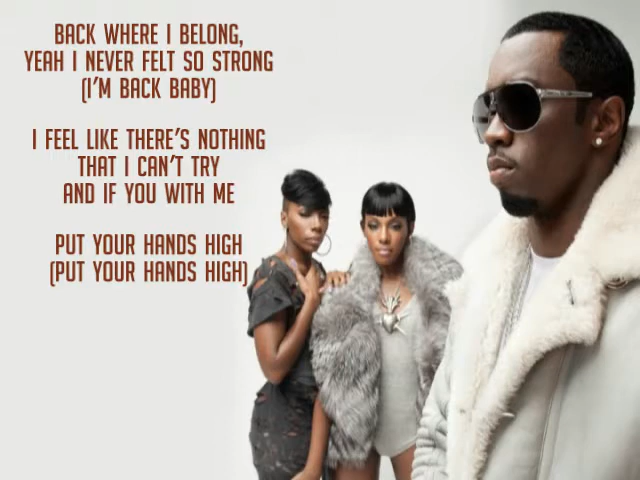 BACK WHERE I BELONG,
YEAH I NEVER FELT SO STRONG
(I'M BACK BABY)
I FEEL LIKE THERE'S NOTHING
THAT I CAN'T TRY
AND IF YOU WITH ME
PUT YOUR HANDS HIGH
(PUT YOUR HANDS HIGH)